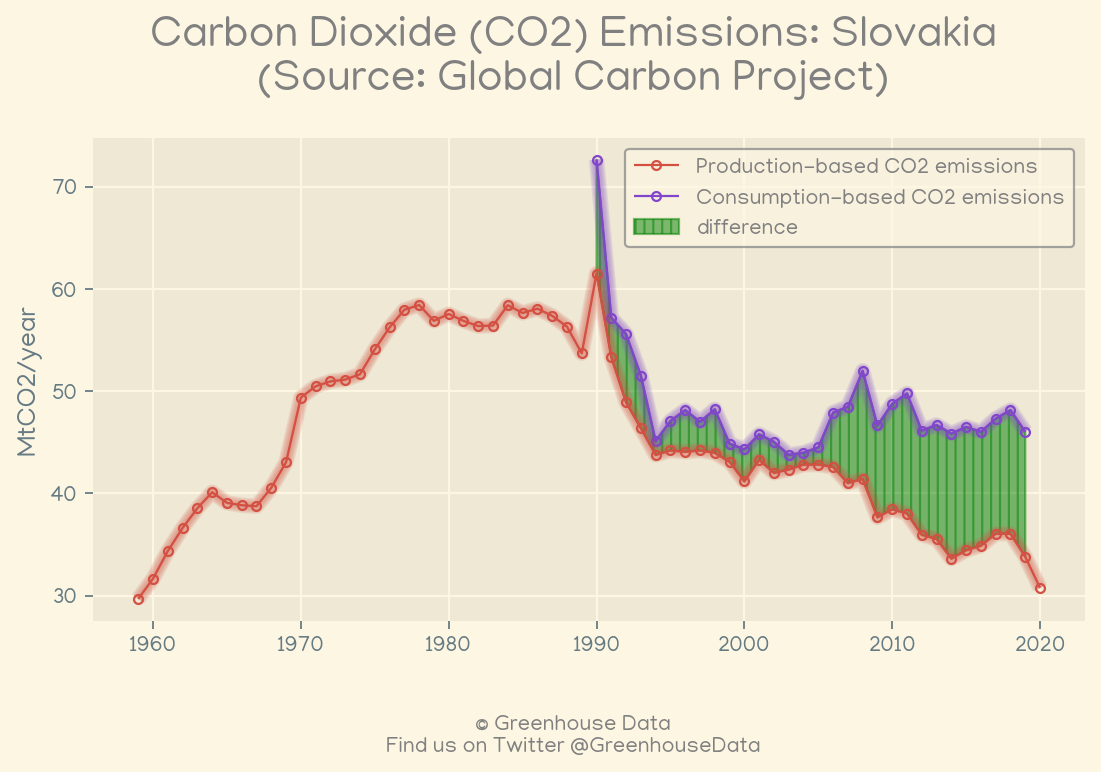 Carbon Dioxide (CO2) Emissions: Slovakia
(Source: Global Carbon Project)
Production-based CO2 emissions
Consumption-based CO2 emissions
difference
MtCO2/year
70
60
50
40
30
1960 1970 1980 1990 2000 2010 2020
© Greenhouse Data
Find us on Twitter @GreenhouseData